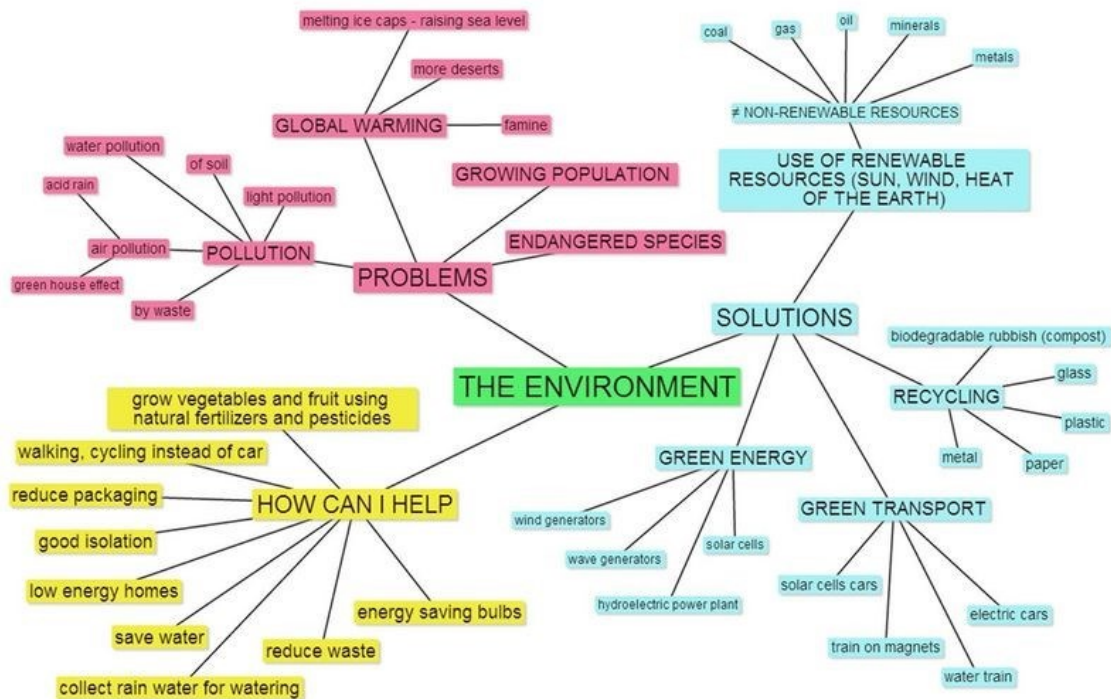 melting ice caps - raising sea level
more deserts
GLOBAL WARMING
famine
water pollution
of soil
acid rain
light pollution
air pollution
POLLUTION
green house effect
by waste
GROWING POPULATION
ENDANGERED SPECIES
PROBLEMS
coal
gas
oil
minerals
metals
≠ NON-RENEWABLE RESOURCES
USE OF RENEWABLE
RESOURCES (SUN, WIND, HEAT
OF THE EARTH)
SOLUTIONS
biodegradable rubbish (compost)
glass
RECYCLING
plastic
metal
paper
THE ENVIRONMENT
grow vegetables and fruit using
natural fertilizers and pesticides
walking, cycling instead of car
reduce packaging
HOW CAN I HELP
good isolation
low energy homes
energy saving bulbs
save water
reduce waste
collect rain water for watering
GREEN ENERGY
wind generators
wave generators
solar cells
hydroelectric power plant
GREEN TRANSPORT
solar cells cars
electric cars
train on magnets
water train